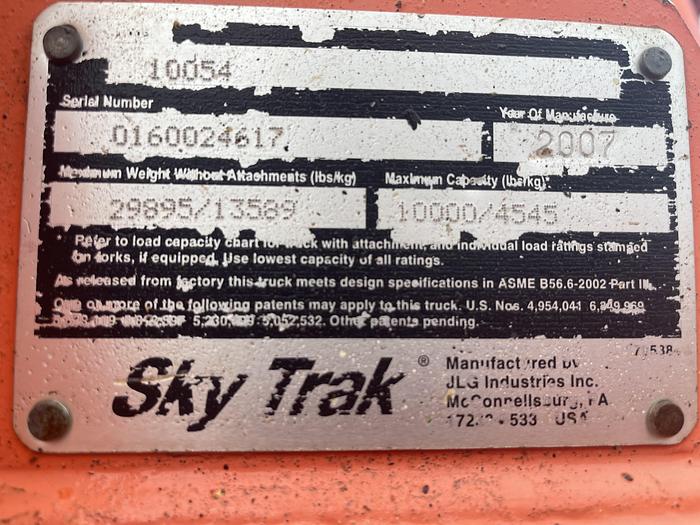 10054
Serial Number
0160024617
Year Of Manufacture
2007
Maximum Weight Without Attachments (lbs/kg)
29895/13589
Maximum Capacity (lbs/kg)
10000/4545
Refer to load capacity chart for truck with attachment, and individual load ratings stamped
on forks, if equipped. Use lowest capacity of all ratings.
As released from factory this truck meets design specifications in ASME B56.6-2002 Part III.
One or more of the following patents may apply to this truck. U.S. Nos. 4,954,041
5,052,532. Other patents pending.
Sky Trak®
Manufactured by
JLG Industries Inc.
McConnellsburg, PA
USA